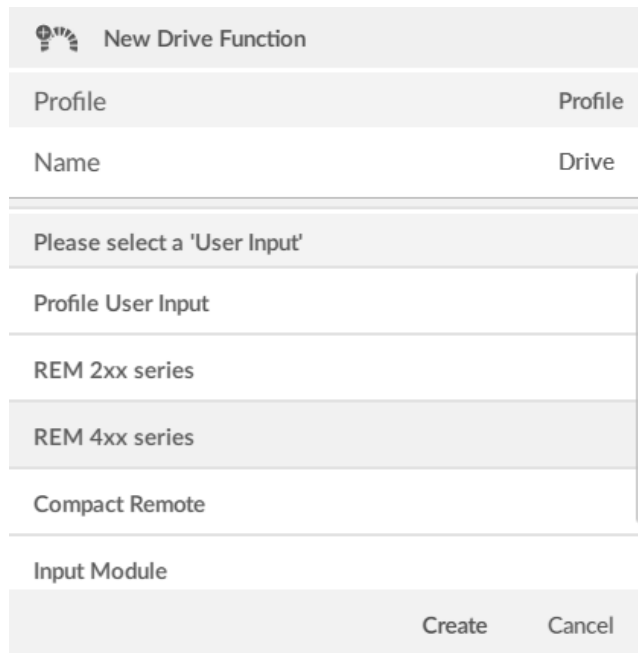 New Drive Function
Profile Profile
Name Drive
Please select a 'User Input'
Profile User Input
REM 2xx series
REM 4xx series
Compact Remote
Input Module
Create Cancel